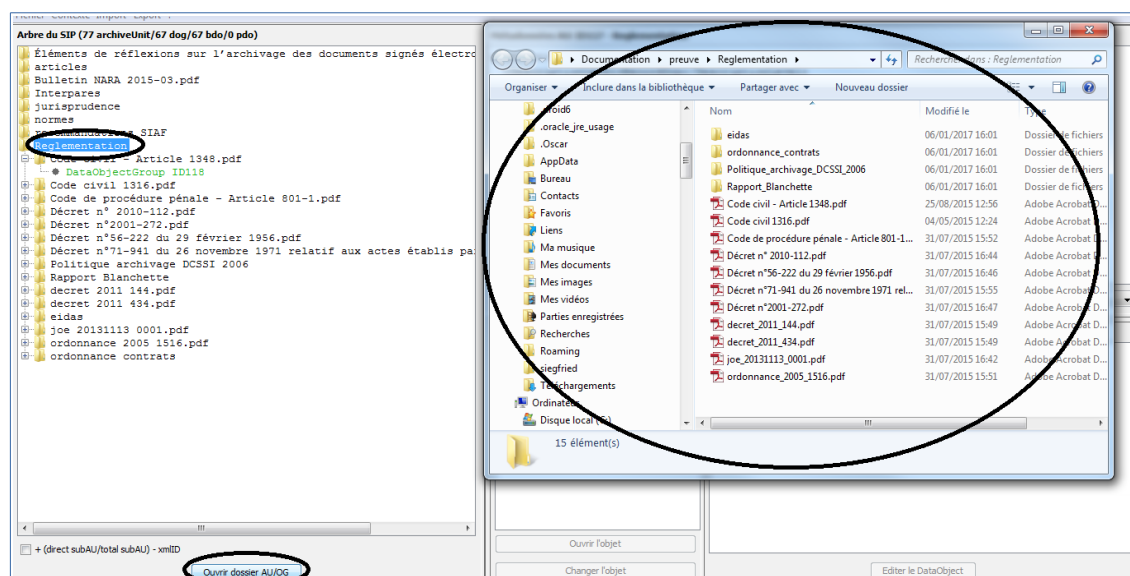 Fichier Contexte Import Export ?
Arbre du SIP (77 archiveUnit/67 dog/67 bdo/0 pdo)
Éléments de réflexions sur l'archivage des documents signés électro
articles
Bulletin NARA 2015-03.pdf
Interpares
jurisprudence
normes
recommandations SIAF
Reglementation
Code civil - Article 1348.pdf
DataObjectGroup ID118
Code civil 1316.pdf
Code de procédure pénale - Article 801-1.pdf
Décret n° 2010-112.pdf
Décret n°2001-272.pdf
Décret n°56-222 du 29 février 1956.pdf
Décret n°71-941 du 26 novembre 1971 relatif aux actes établis pa
Politique archivage DCSSI 2006
Rapport Blanchette
decret 2011 144.pdf
decret 2011 434.pdf
eidas
joe 20131113 0001.pdf
ordonnance 2005 1516.pdf
ordonnance contrats
+ (direct subAU/total subAU) - xmlID
Ouvrir dossier AU/OG
Documentation preuve Reglementation
Rechercher dans : Reglementation
Organiser Inclure dans la bibliothèque Partager avec Nouveau dossier
.droid6
.oracle_jre_usage
.Oscar
AppData
Bureau
Contacts
Favoris
Liens
Ma musique
Mes documents
Mes images
Mes vidéos
Parties enregistrées
Recherches
Roaming
siegfried
Téléchargements
Ordinateur
Disque local (C:)
Nom Modifié le Type
eidas 06/01/2017 16:01 Dossier de fichiers
ordonnance_contrats 06/01/2017 16:01 Dossier de fichiers
Politique_archivage_DCSSI_2006 06/01/2017 16:01 Dossier de fichiers
Rapport_Blanchette 06/01/2017 16:01 Dossier de fichiers
Code civil - Article 1348.pdf 25/08/2015 12:56 Adobe Acrobat D...
Code civil 1316.pdf 04/05/2015 12:24 Adobe Acrobat D...
Code de procédure pénale - Article 801-1... 31/07/2015 15:52 Adobe Acrobat D...
Décret n° 2010-112.pdf 31/07/2015 16:44 Adobe Acrobat D...
Décret n°56-222 du 29 février 1956.pdf 31/07/2015 16:46 Adobe Acrobat D...
Décret n°71-941 du 26 novembre 1971 rel... 31/07/2015 15:55 Adobe Acrobat D...
Décret n°2001-272.pdf 31/07/2015 16:47 Adobe Acrobat D...
decret_2011_144.pdf 31/07/2015 15:49 Adobe Acrobat D...
decret_2011_434.pdf 31/07/2015 15:49 Adobe Acrobat D...
joe_20131113_0001.pdf 31/07/2015 16:42 Adobe Acrobat D...
ordonnance_2005_1516.pdf 31/07/2015 15:51 Adobe Acrobat D...
15 élément(s)
Ouvrir l'objet
Changer l'objet
Editer le DataObject